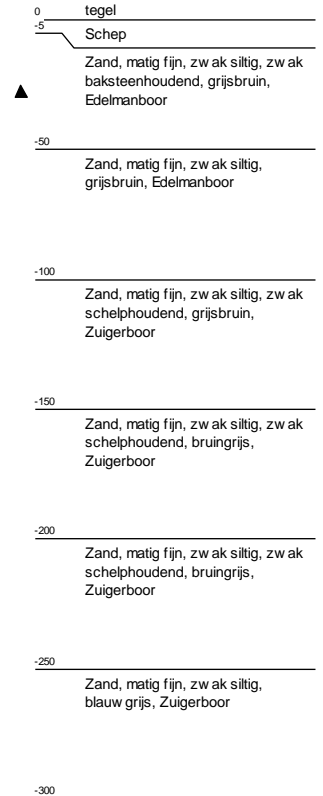 0 tegel
-5 Schep
Zand, matig fijn, zwak siltig, zwak
baksteenhoudend, grijsbruin,
Edelmanboor
-50
Zand, matig fijn, zwak siltig,
grijsbruin, Edelmanboor
-100
Zand, matig fijn, zwak siltig, zwak
schelphoudend, grijsbruin,
Zuigerboor
-150
Zand, matig fijn, zwak siltig, zwak
schelphoudend, bruingrijs,
Zuigerboor
-200
Zand, matig fijn, zwak siltig, zwak
schelphoudend, bruingrijs,
Zuigerboor
-250
Zand, matig fijn, zwak siltig,
blauwgrijs, Zuigerboor
-300